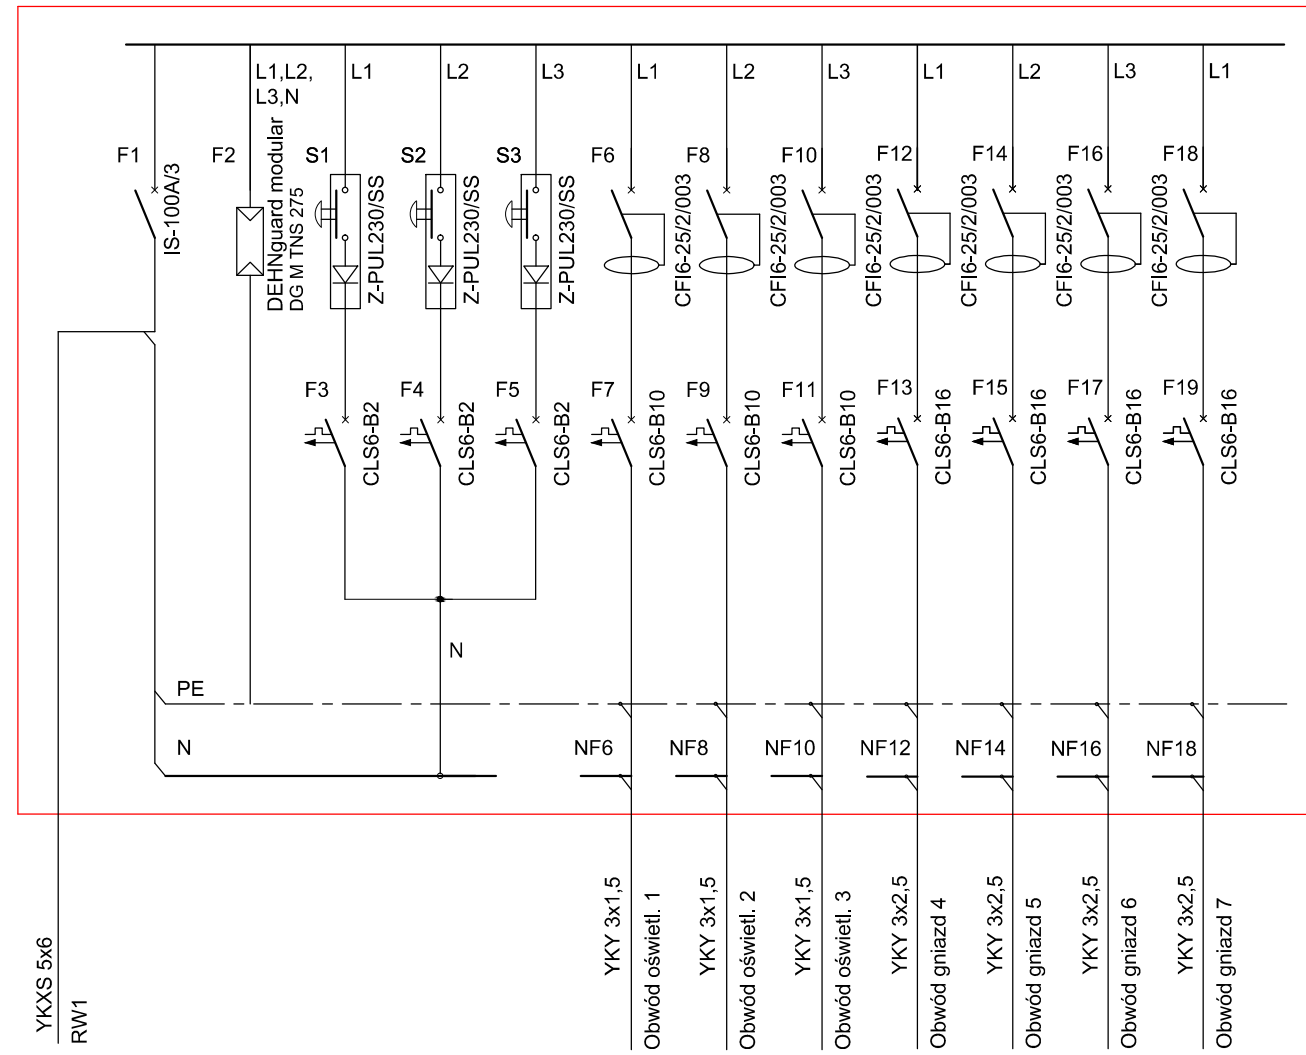 L1,L2,
L3,N
L1
L2
L3
L1
L2
L3
L1
L2
L3
L1
F1
F2
S1
S2
S3
F6
F8
F10
F12
F14
F16
F18
IS-100A/3
DEHNguard modular
DG M TNS 275
Z-PUL230/SS
Z-PUL230/SS
Z-PUL230/SS
CFI6-25/2/003
CFI6-25/2/003
CFI6-25/2/003
CFI6-25/2/003
CFI6-25/2/003
CFI6-25/2/003
F3
F4
F5
F7
F9
F11
F13
F15
F17
F19
CLS6-B2
CLS6-B2
CLS6-B2
CLS6-B10
CLS6-B10
CLS6-B10
CLS6-B16
CLS6-B16
CLS6-B16
CLS6-B16
N
PE
N
NF6
NF8
NF10
NF12
NF14
NF16
NF18
YKXS 5x6
RW1
YKY 3x1,5
Obwód oświetl. 1
YKY 3x1,5
Obwód oświetl. 2
YKY 3x1,5
Obwód oświetl. 3
YKY 3x2,5
Obwód gniazd 4
YKY 3x2,5
Obwód gniazd 5
YKY 3x2,5
Obwód gniazd 6
YKY 3x2,5
Obwód gniazd 7